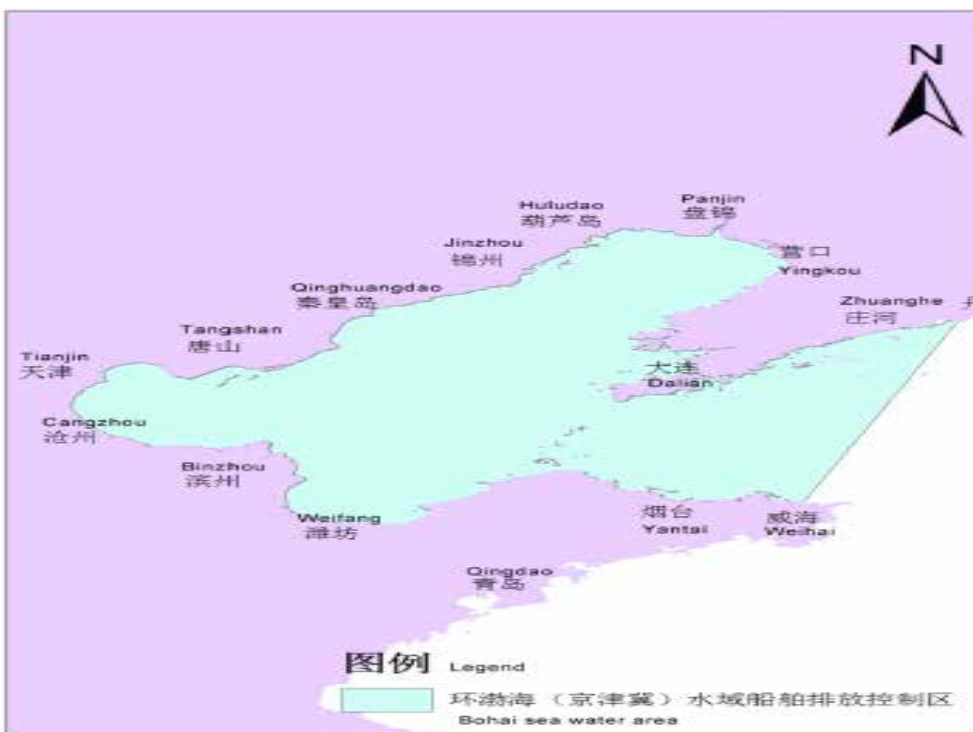 N
Panjin
盘锦
Huludao
葫芦岛
营口
Yingkou
Jinzhou
锦州
Qinghuangdao
秦皇岛
Zhuanghe
庄河
Tangshan
唐山
Tianjin
天津
大连
Dalian
Cangzhou
沧州
Binzhou
滨州
Weifang
潍坊
烟台
Yantai
威海
Weihai
Qingdao
青岛
图例 Legend
环渤海（京津冀）水域船舶排放控制区
Bohai sea water area